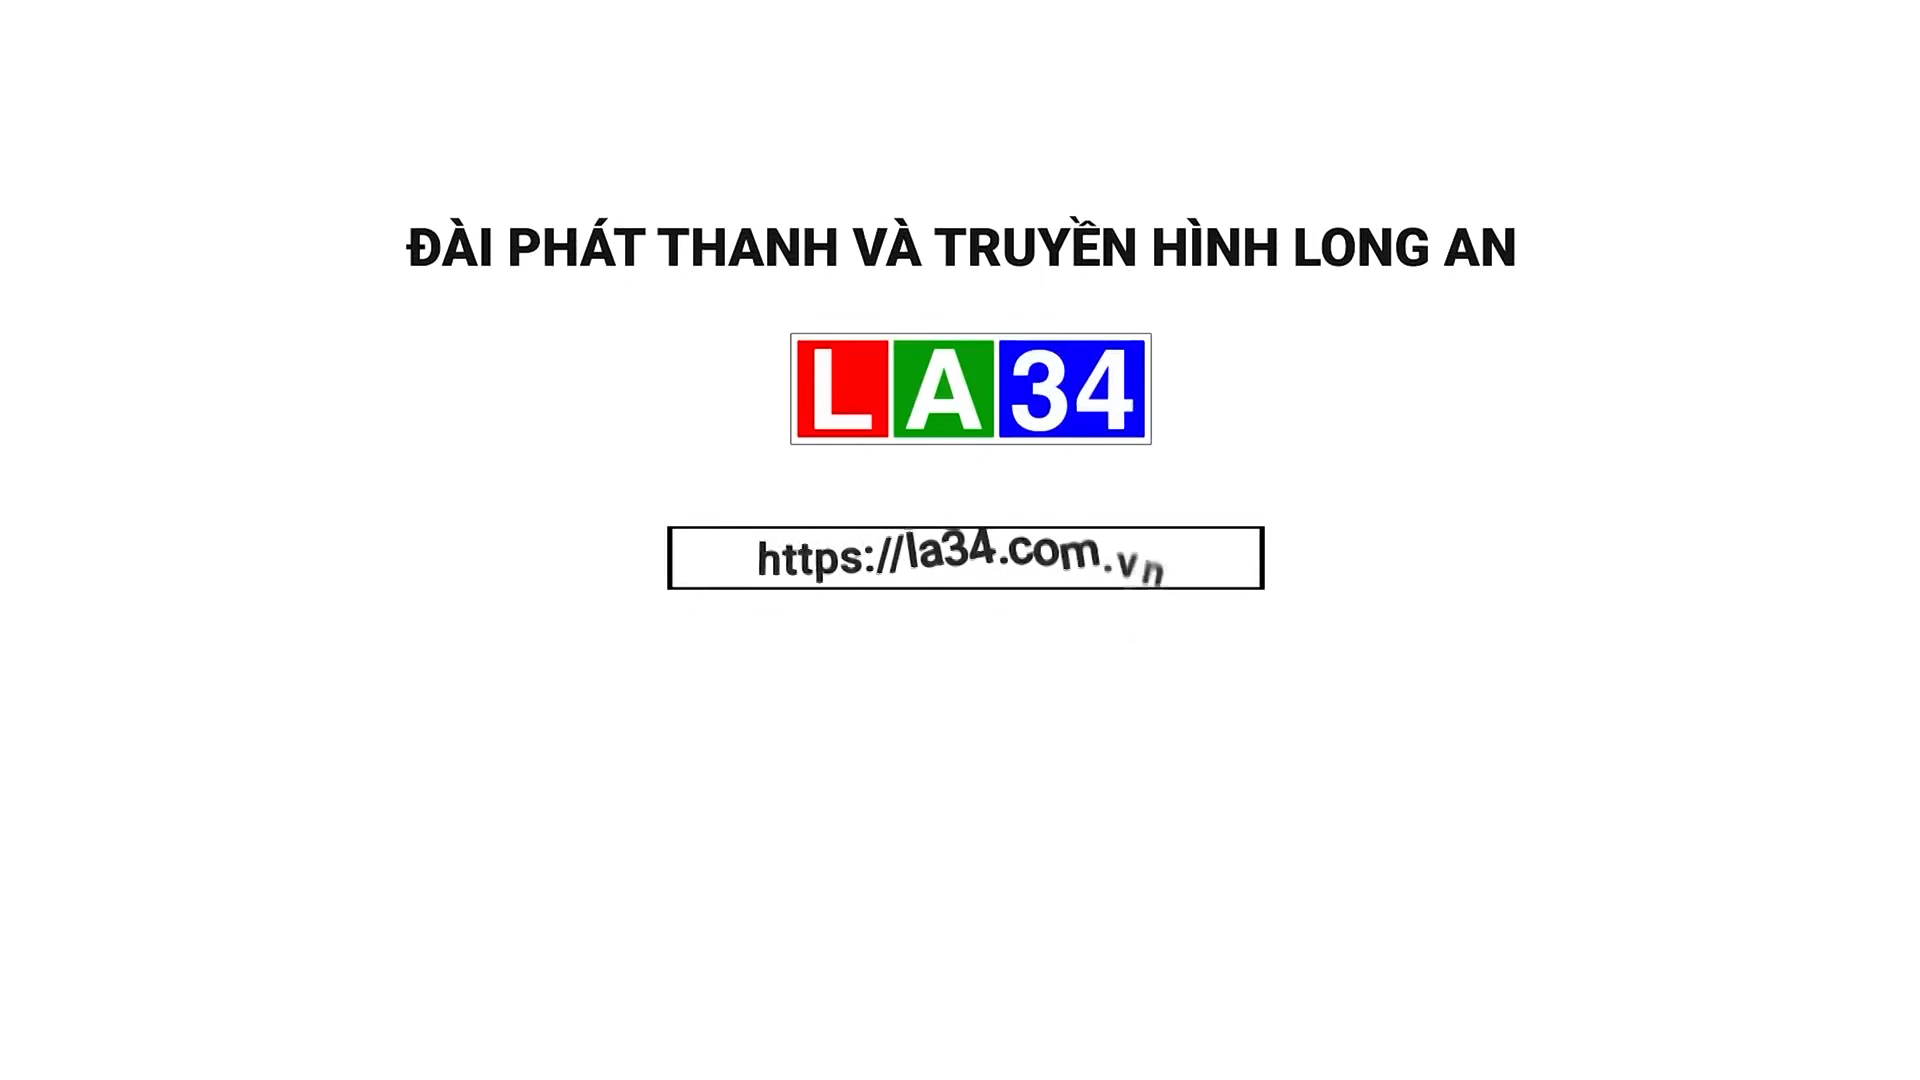 ĐÀI PHÁT THANH VÀ TRUYỀN HÌNH LONG AN
LA34
https://la34.com.vn